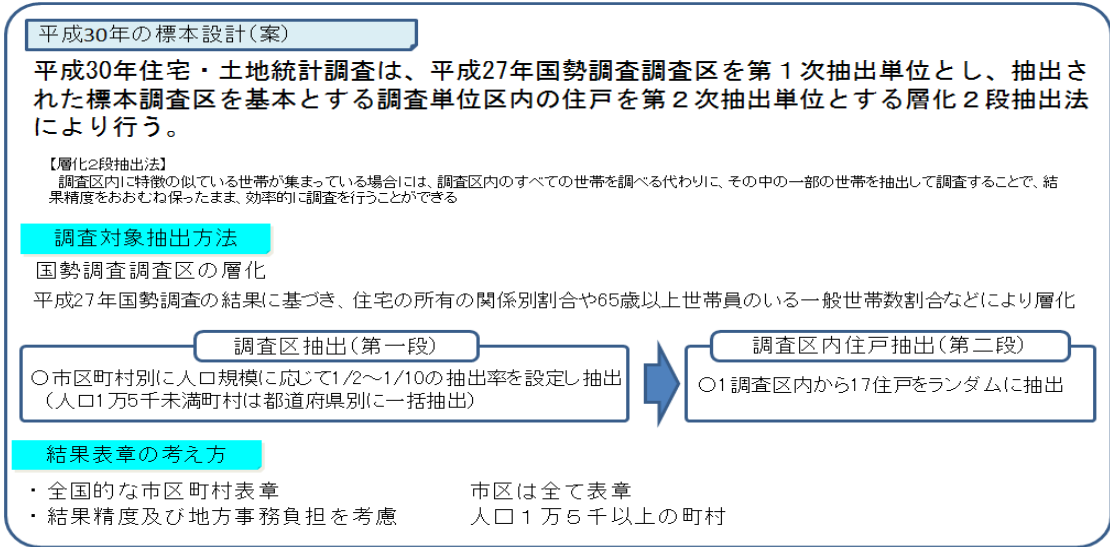 平成30年の標本設計(案)
平成30年住宅・土地統計調査は、平成27年国勢調査調査区を第1次抽出単位とし、抽出さ
れた標本調査区を基本とする調査単位区内の住戸を第2次抽出単位とする層化2段抽出法
により行う。
【層化2段抽出法】
調査区内に特徴の似ている世帯が集まっている場合には、調査区内のすべての世帯を調べる代わりに、その中の一部の世帯を抽出して調査することで、結
果精度をおおむね保ったまま、効率的に調査を行うことができる
調査対象抽出方法
国勢調査調査区の層化
平成27年国勢調査の結果に基づき、住宅の所有の関係別割合や65歳以上世帯員のいる一般世帯数割合などにより層化
調査区抽出(第一段)
○市区町村別に人口規模に応じて1/2～1/10の抽出率を設定し抽出
(人口1万5千未満町村は都道府県別に一括抽出)
調査区内住戸抽出(第二段)
○1調査区内から17住戸をランダムに抽出
結果表章の考え方
・全国的な市区町村表章 市区は全て表章
・結果精度及び地方事務負担を考慮 人口1万5千以上の町村